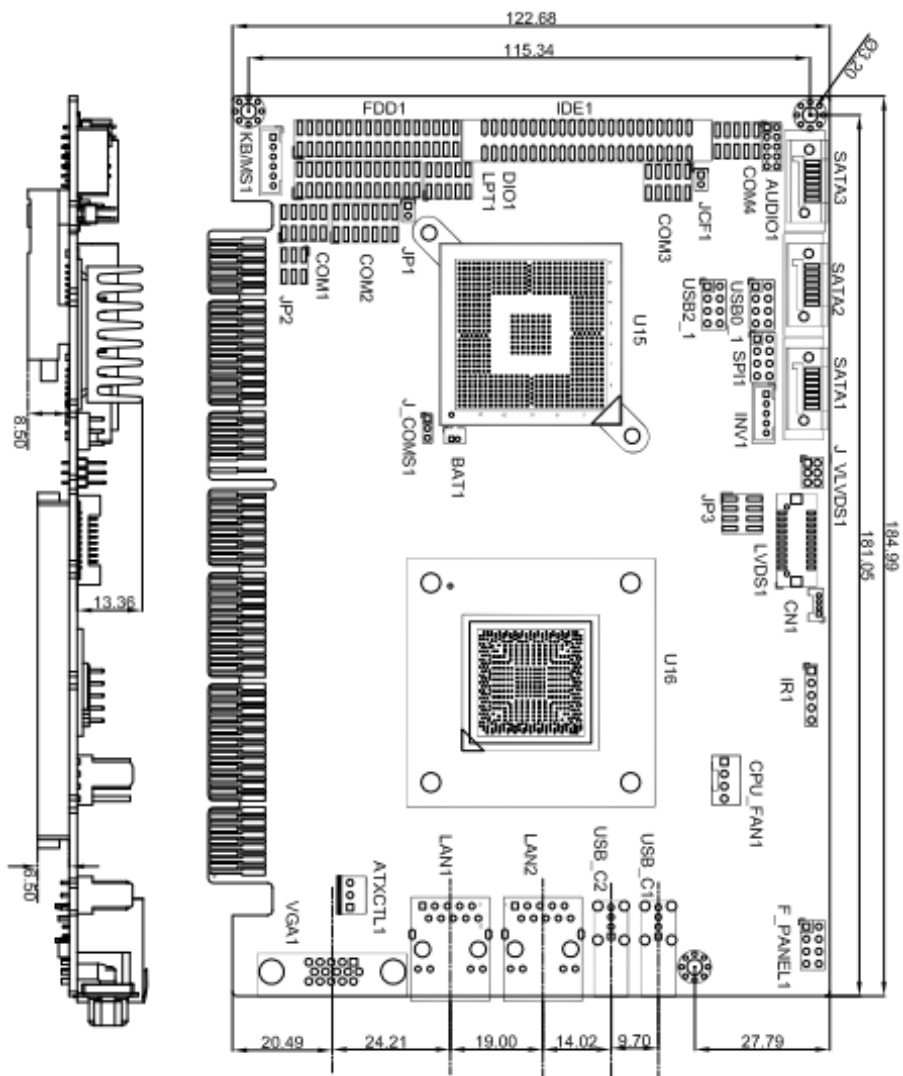 122.68
115.34
Ø3.20
FDD1
IDE1
KB/MS1
DIO1
LPT1
COM3
JCF1
COM4
AUDIO1
SATA3
COM1
COM2
JP1
JP2
U15
USB2_1
USB0_1
SPI1
INV1
SATA2
SATA1
J_COMS1
BAT1
J_VLVDS1
JP3
LVDS1
CN1
184.99
181.05
8.50
13.36
U16
IR1
CPU_FAN1
6.50
ATXCTL1
VGA1
LAN1
LAN2
USB_C2
USB_C1
F_PANEL1
20.49
24.21
19.00
14.02
9.70
27.79